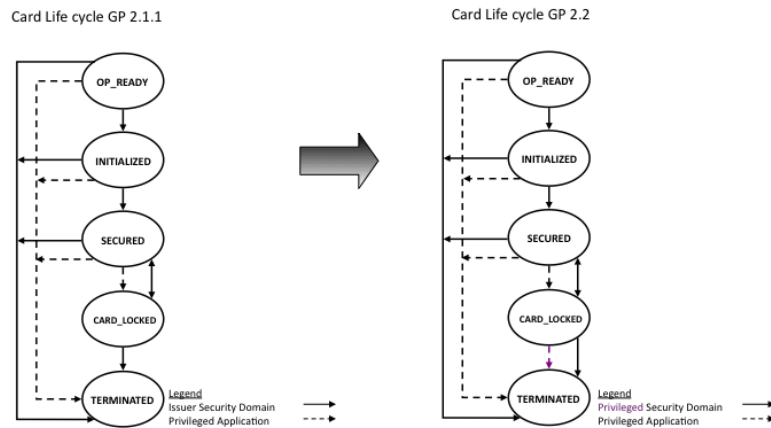 Card Life cycle GP 2.1.1
OP_READY
INITIALIZED
SECURED
CARD_LOCKED
TERMINATED
Legend
Issuer Security Domain
Privileged Application
Card Life cycle GP 2.2
OP_READY
INITIALIZED
SECURED
CARD_LOCKED
TERMINATED
Legend
Privileged Security Domain
Privileged Application